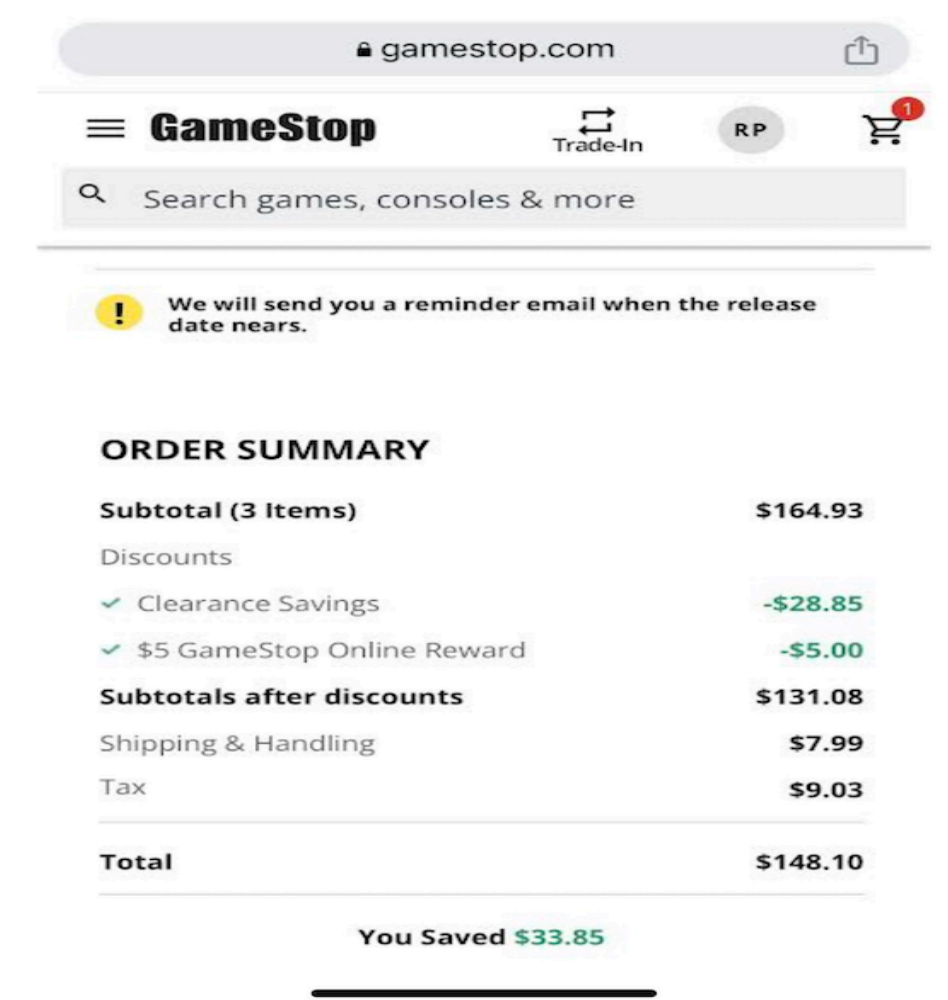 gamestop.com
GameStop
Trade-In
RP
1
Search games, consoles & more
!
We will send you a reminder email when the release
date nears.
ORDER SUMMARY
Subtotal (3 Items) $164.93
Discounts
Clearance Savings -$28.85
$5 GameStop Online Reward -$5.00
Subtotals after discounts $131.08
Shipping & Handling $7.99
Tax $9.03
Total $148.10
You Saved $33.85